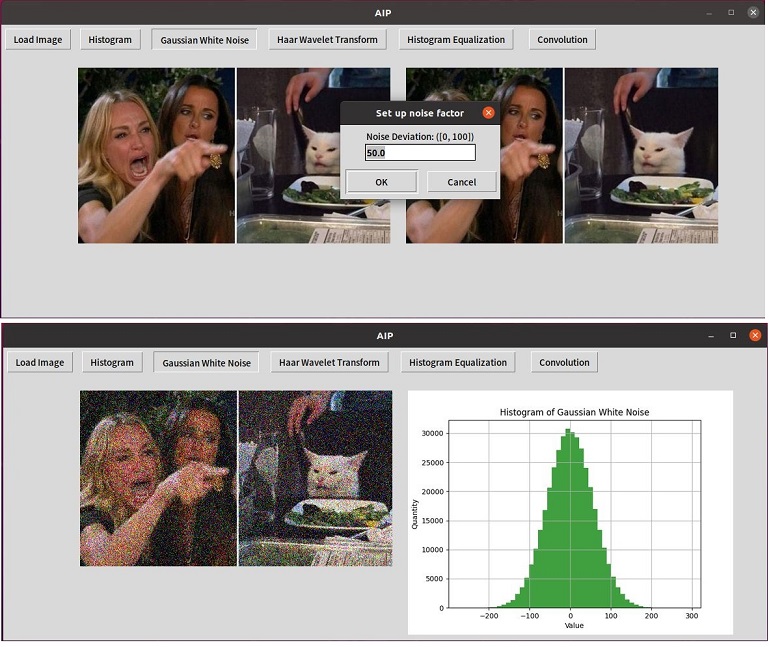 AIP
Load Image Histogram Gaussian White Noise Haar Wavelet Transform Histogram Equalization Convolution
Set up noise factor
Noise Deviation: ([0, 100])
50.0
OK Cancel
AIP
Load Image Histogram Gaussian White Noise Haar Wavelet Transform Histogram Equalization Convolution
Histogram of Gaussian White Noise
30000
25000
20000
15000
10000
5000
0
Quantity
−200 −100 0 100 200 300
Value